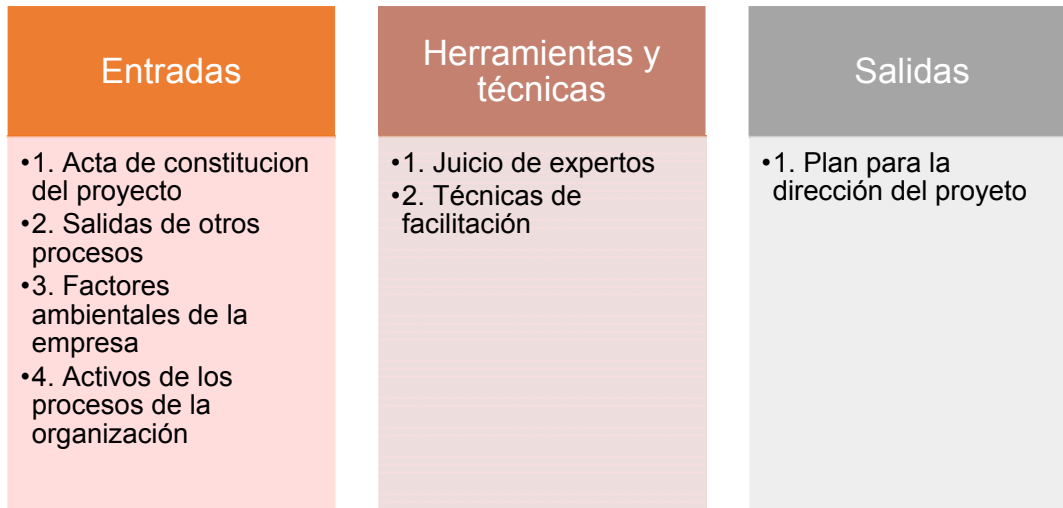 Entradas
•1. Acta de constitucion
del proyecto
•2. Salidas de otros
procesos
•3. Factores
ambientales de la
empresa
•4. Activos de los
procesos de la
organización
Herramientas y
técnicas
•1. Juicio de expertos
•2. Técnicas de
facilitación
Salidas
•1. Plan para la
dirección del proyeto